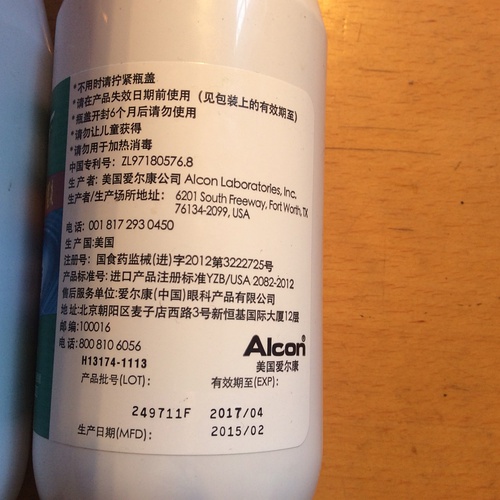 *不用时请拧紧瓶盖
*请在产品失效日期前使用（见包装上的有效期至）
*瓶盖开封6个月后请勿使用
*请勿让儿童获得
*请勿用于加热消毒
中国专利号：ZL97180576.8
生产者：美国爱尔康公司 Alcon Laboratories, Inc.
生产者/生产场所地址：6201 South Freeway, Fort Worth, TX
76134-2099, USA
电话：001 817 293 0450
生产国:美国
注册号：国食药监械(进)字2012第3222725号
产品标准号：进口产品注册标准YZB/USA 2082-2012
售后服务单位:爱尔康(中国)眼科产品有限公司
地址:北京朝阳区麦子店西路3号新恒基国际大厦12层
邮编:100016
电话:800 810 6056
Alcon®
美国爱尔康
H13174-1113
产品批号(LOT)：
有效期至(EXP)：
249711F 2017/04
生产日期(MFD)： 2015/02